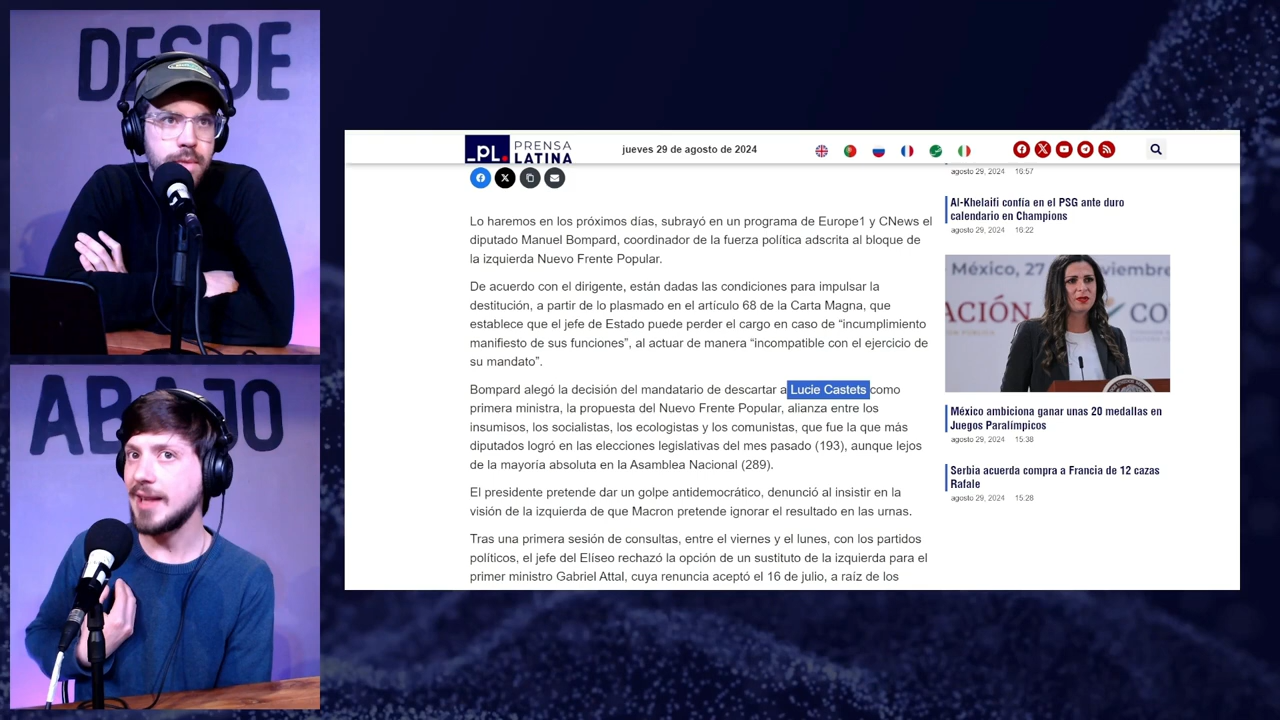 DESDE
ABAJO
_PL.
PRENSA
LATINA
jueves 29 de agosto de 2024
Lo haremos en los próximos días, subrayó en un programa de Europe1 y CNews el
diputado Manuel Bompard, coordinador de la fuerza política adscrita al bloque de
la izquierda Nuevo Frente Popular.
De acuerdo con el dirigente, están dadas las condiciones para impulsar la
destitución, a partir de lo plasmado en el artículo 68 de la Carta Magna, que
establece que el jefe de Estado puede perder el cargo en caso de “incumplimiento
manifiesto de sus funciones”, al actuar de manera “incompatible con el ejercicio de
su mandato”.
Bompard alegó la decisión del mandatario de descartar a Lucie Castets como
primera ministra, la propuesta del Nuevo Frente Popular, alianza entre los
insumisos, los socialistas, los ecologistas y los comunistas, que fue la que más
diputados logró en las elecciones legislativas del mes pasado (193), aunque lejos
de la mayoría absoluta en la Asamblea Nacional (289).
El presidente pretende dar un golpe antidemocrático, denunció al insistir en la
visión de la izquierda de que Macron pretende ignorar el resultado en las urnas.
Tras una primera sesión de consultas, entre el viernes y el lunes, con los partidos
políticos, el jefe del Elíseo rechazó la opción de un sustituto de la izquierda para el
primer ministro Gabriel Attal, cuya renuncia aceptó el 16 de julio, a raíz de los
agosto 29, 2024 16:57
Al-Khelaifi confía en el PSG ante duro
calendario en Champions
agosto 29, 2024 16:22
México, 27
viembre
ACIÓN
CO
México ambiciona ganar unas 20 medallas en
Juegos Paralímpicos
agosto 29, 2024 15:38
Serbia acuerda compra a Francia de 12 cazas
Rafale
agosto 29, 2024 15:28